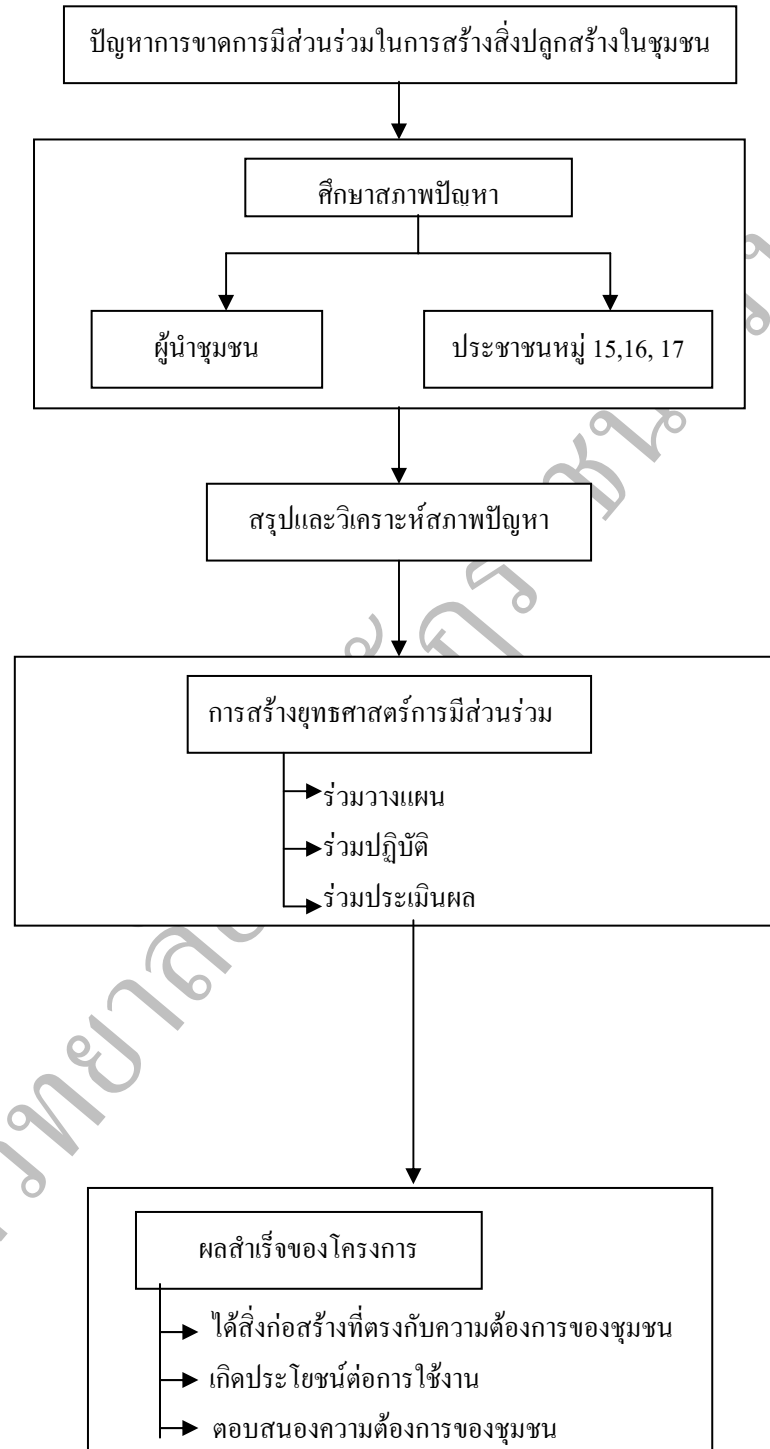 ปัญหาการขาดการมีส่วนร่วมในการสร้างสิ่งปลูกสร้างในชุมชน
ศึกษาสภาพปัญหา
ผู้นำชุมชน
ประชาชนหมู่ 15,16, 17
สรุปและวิเคราะห์สภาพปัญหา
การสร้างยุทธศาสตร์การมีส่วนร่วม
ร่วมวางแผน
ร่วมปฏิบัติ
ร่วมประเมินผล
ผลสำเร็จของโครงการ
ได้สิ่งก่อสร้างที่ตรงกับความต้องการของชุมชน
เกิดประโยชน์ต่อการใช้งาน
ตอบสนองความต้องการของชุมชน